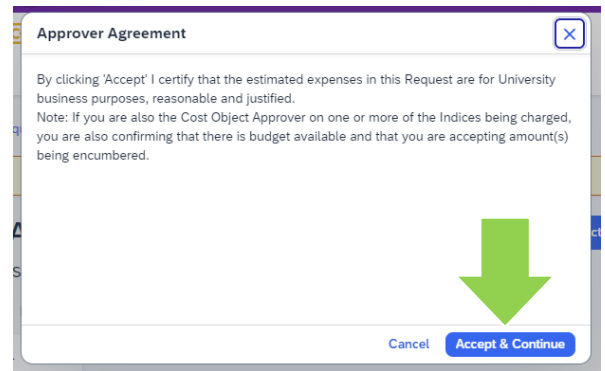 Approver Agreement
By clicking 'Accept' I certify that the estimated expenses in this Request are for University
business purposes, reasonable and justified.
Note: If you are also the Cost Object Approver on one or more of the Indices being charged,
you are also confirming that there is budget available and that you are accepting amount(s)
being encumbered.
Cancel Accept & Continue